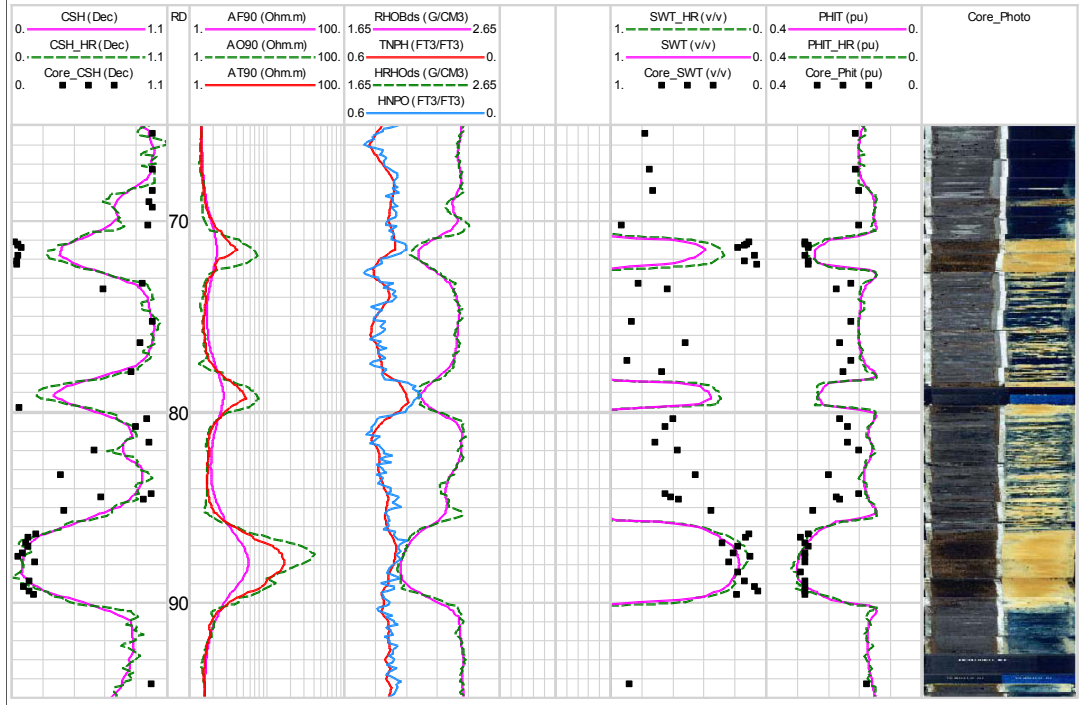 CSH (Dec)
0. 1.1
CSH_HR (Dec)
0. 1.1
Core_CSH (Dec)
0. 1.1
RD
AF90 (Ohm.m)
1. 100.
AO90 (Ohm.m)
1. 100.
AT90 (Ohm.m)
1. 100.
RHOBds (G/CM3)
1.65 2.65
TNPH (FT3/FT3)
0.6 0.
HRHOds (G/CM3)
1.65 2.65
HNPO (FT3/FT3)
0.6 0.
SWT_HR (v/v)
1. 0.
SWT (v/v)
1. 0.
Core_SWT (v/v)
1. 0.
PHIT (pu)
0.4 0.
PHIT_HR (pu)
0.4 0.
Core_Phit (pu)
0.4 0.
Core_Photo
70
80
90